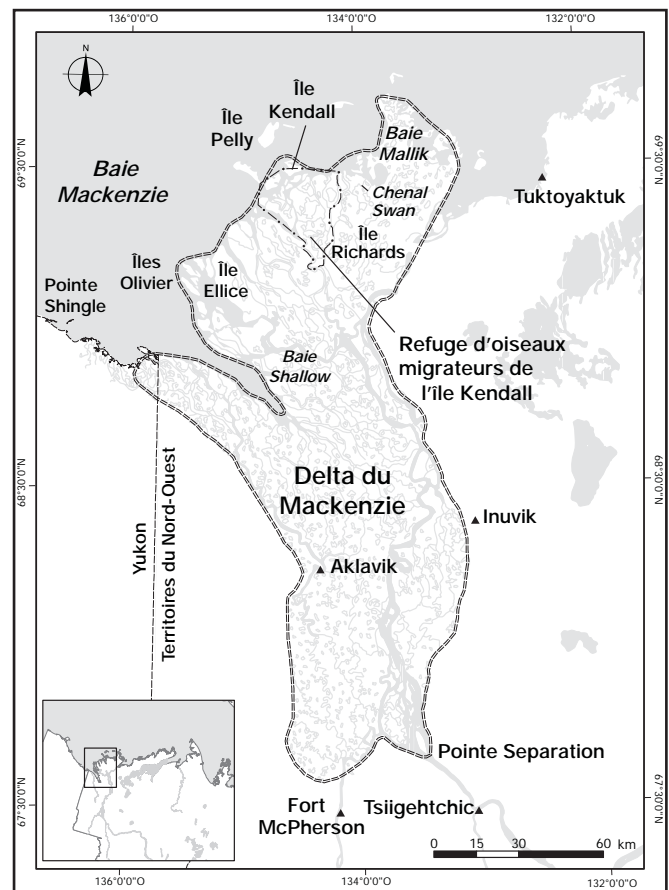 136°0'0"O
134°0'0"O
132°0'0"O
N
Île
Kendall
Île
Pelly
Baie
Mallik
Baie
Mackenzie
69°30'0"N
69°30'0"N
Chenal
Swan
Tuktoyaktuk
Île
Richards
Îles
Olivier
Île
Ellice
Pointe
Shingle
Refuge d'oiseaux
migrateurs de
l'île Kendall
Baie
Shallow
68°30'0"N
68°30'0"N
Delta du
Mackenzie
Inuvik
Yukon
Territoires du Nord-Ouest
Aklavik
Pointe Separation
67°30'0"N
67°30'0"N
Fort
McPherson
Tsiigehtchic
0 15 30 60 km
136°0'0"O
134°0'0"O
132°0'0"O